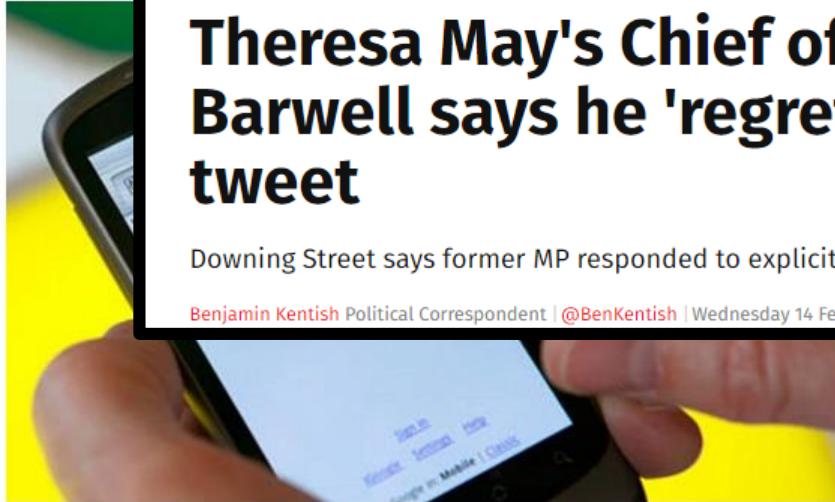 Theresa May's Chief of
Barwell says he 'regre
tweet
Downing Street says former MP responded to explicit
Benjamin Kentish Political Correspondent | @BenKentish | Wednesday 14 Fe
Sign in
iGoogle Settings Help
Google in: Mobile | Classic